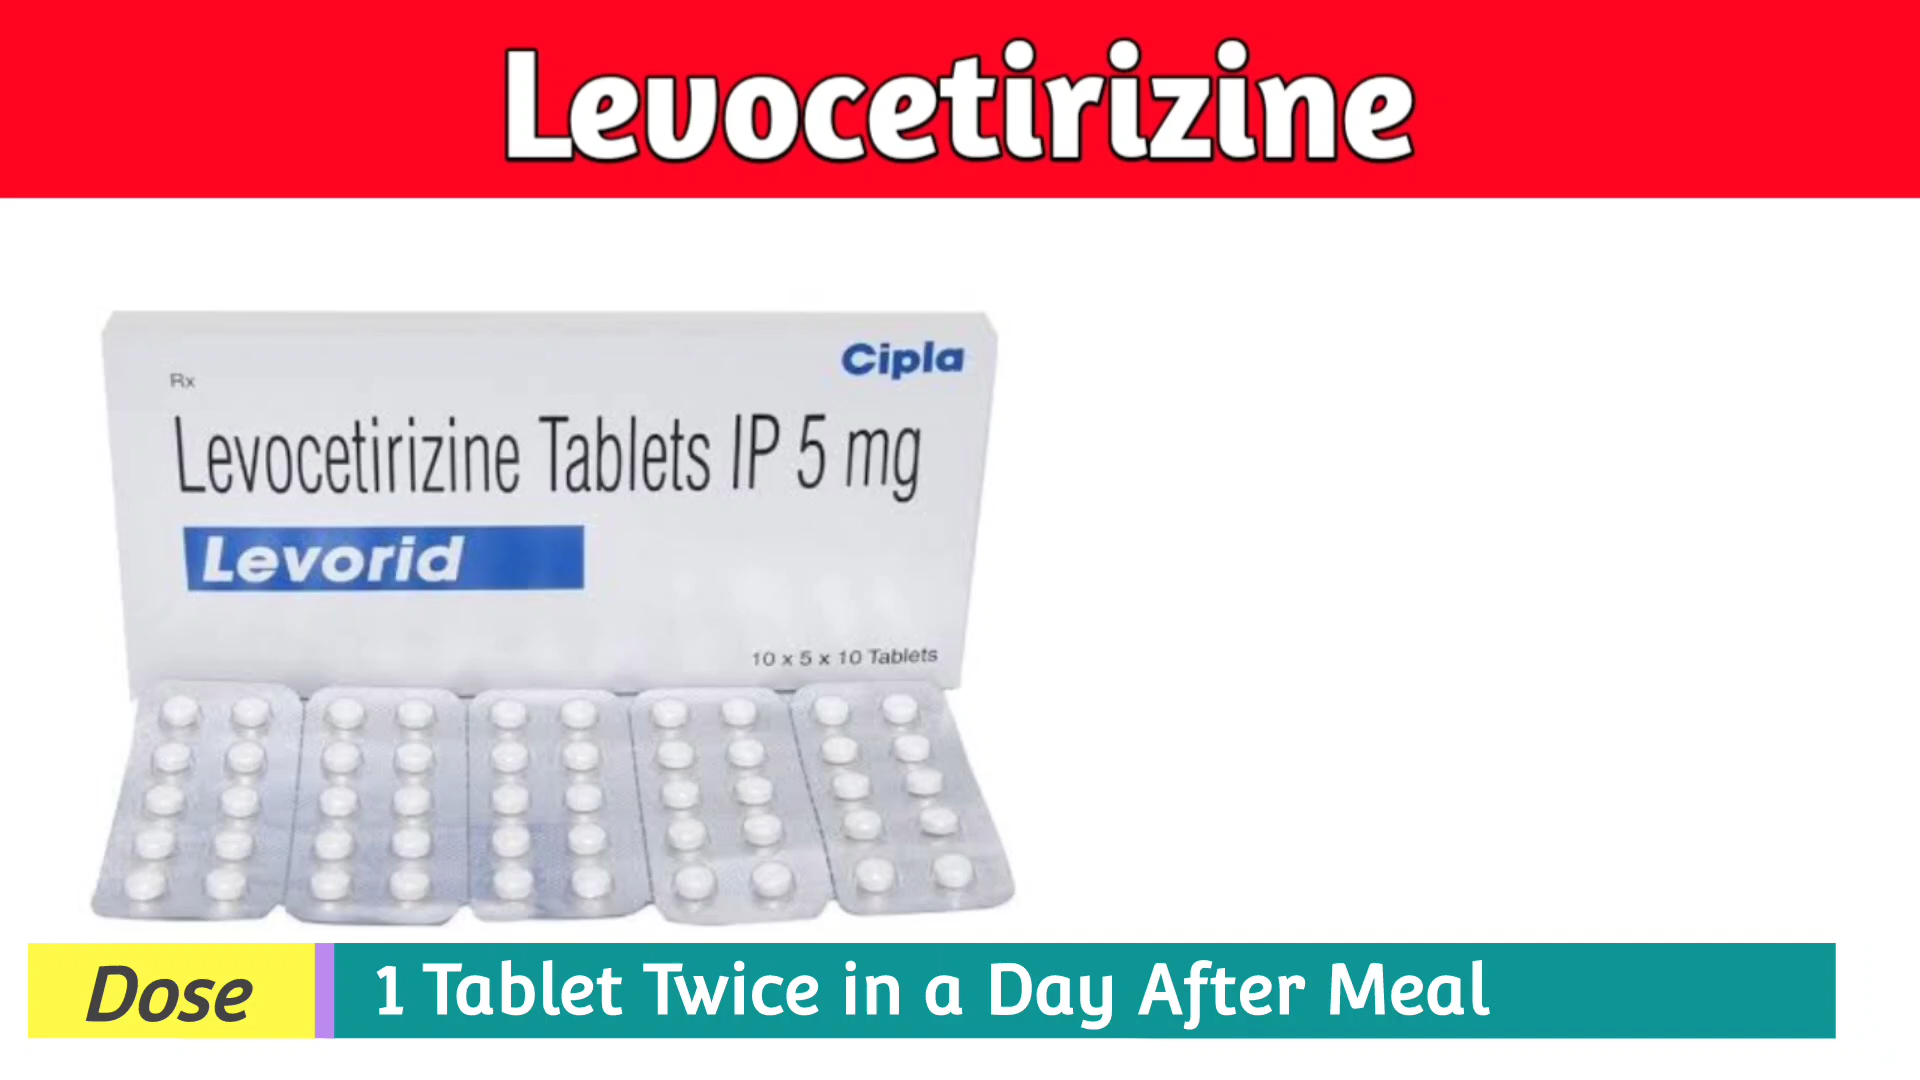 Levocetirizine
Cipla
Rx
Levocetirizine Tablets IP 5 mg
Levorid
10 x 5 x 10 Tablets
Dose
1 Tablet Twice in a Day After Meal